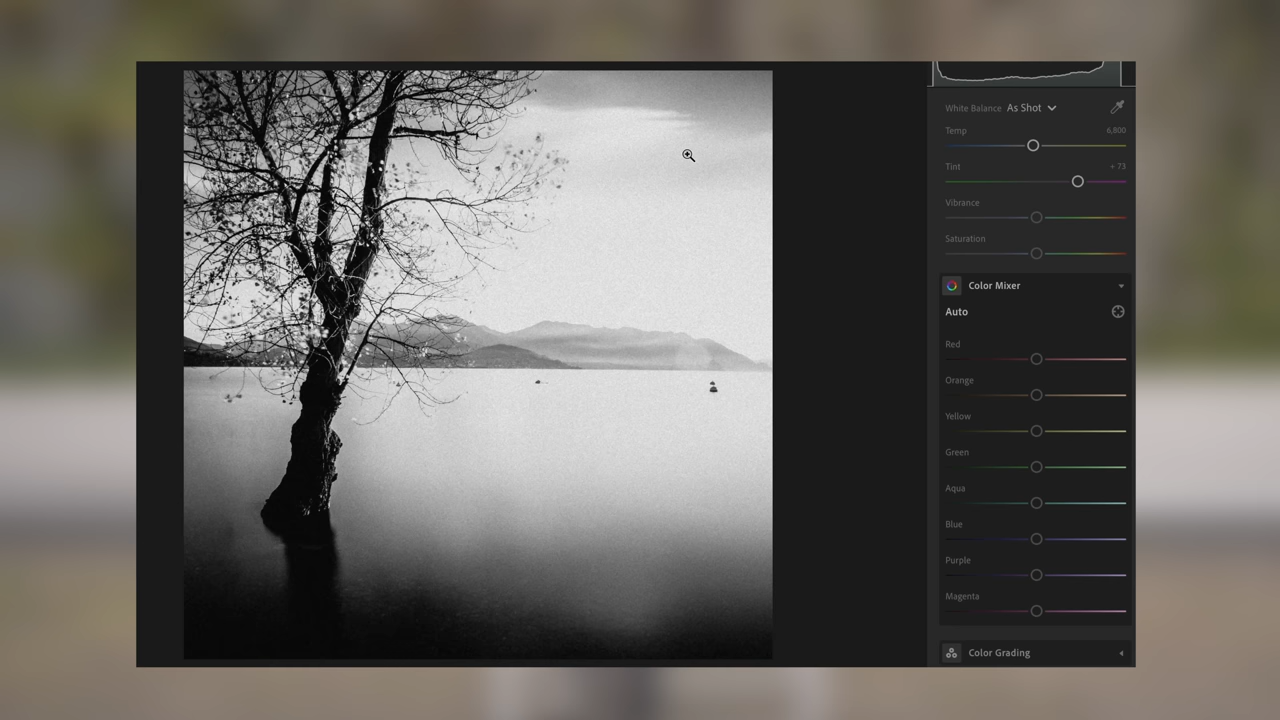 White Balance As Shot
Temp 6,800
Tint + 73
Vibrance
Saturation
Color Mixer
Auto
Red
Orange
Yellow
Green
Aqua
Blue
Purple
Magenta
Color Grading